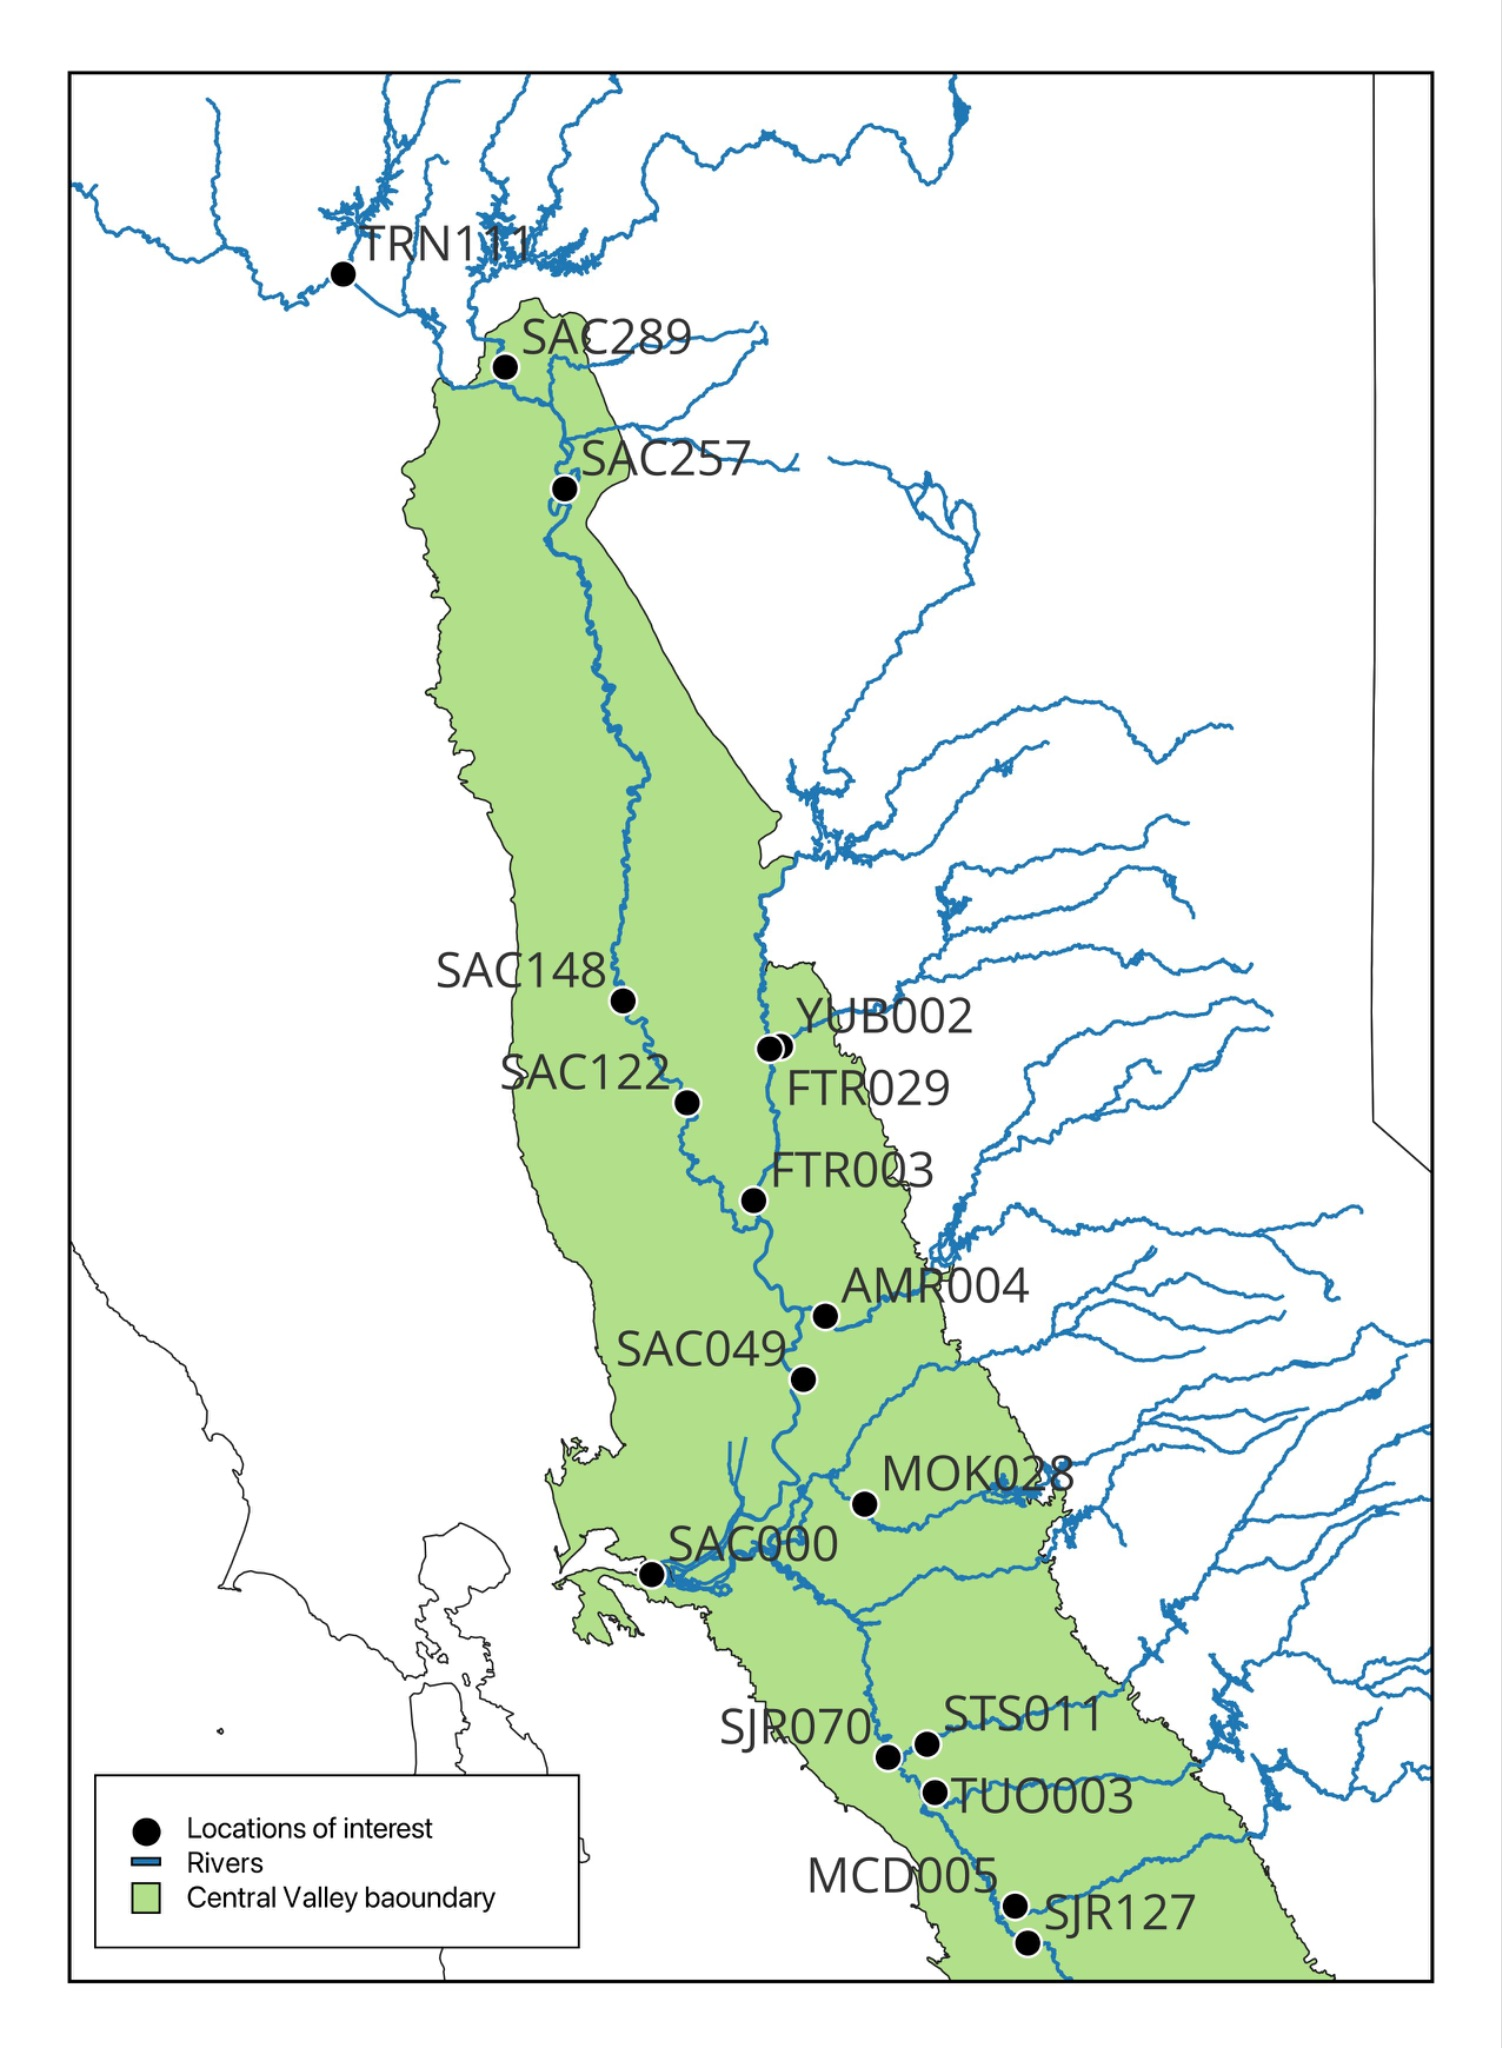 TRN111
SAC289
SAC257
SAC148
YUB002
SAC122
FTR029
FTR003
AMR004
SAC049
MOK028
SAC000
STS011
SJR070
TUO003
MCD005
SJR127
Locations of interest
Rivers
Central Valley baoundary